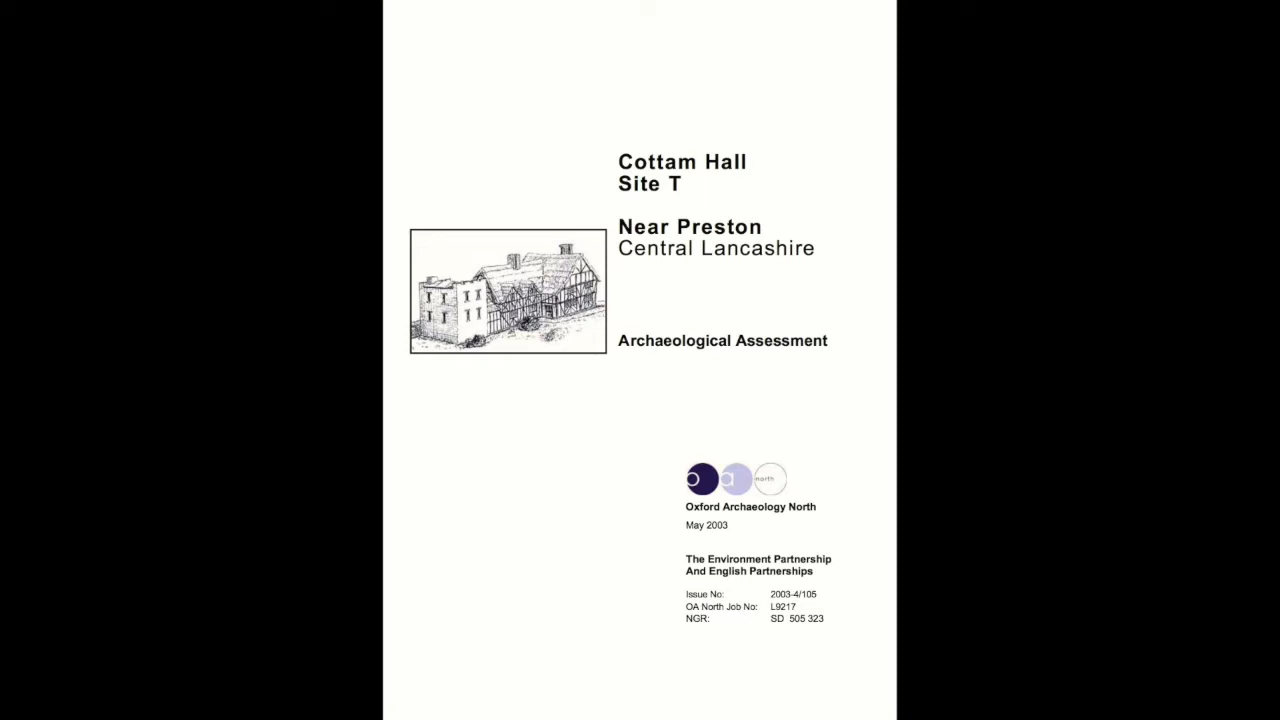 Cottam Hall
Site T
Near Preston
Central Lancashire
Archaeological Assessment
o a north
Oxford Archaeology North
May 2003
The Environment Partnership
And English Partnerships
Issue No: 2003-4/105
OA North Job No: L9217
NGR: SD 505 323